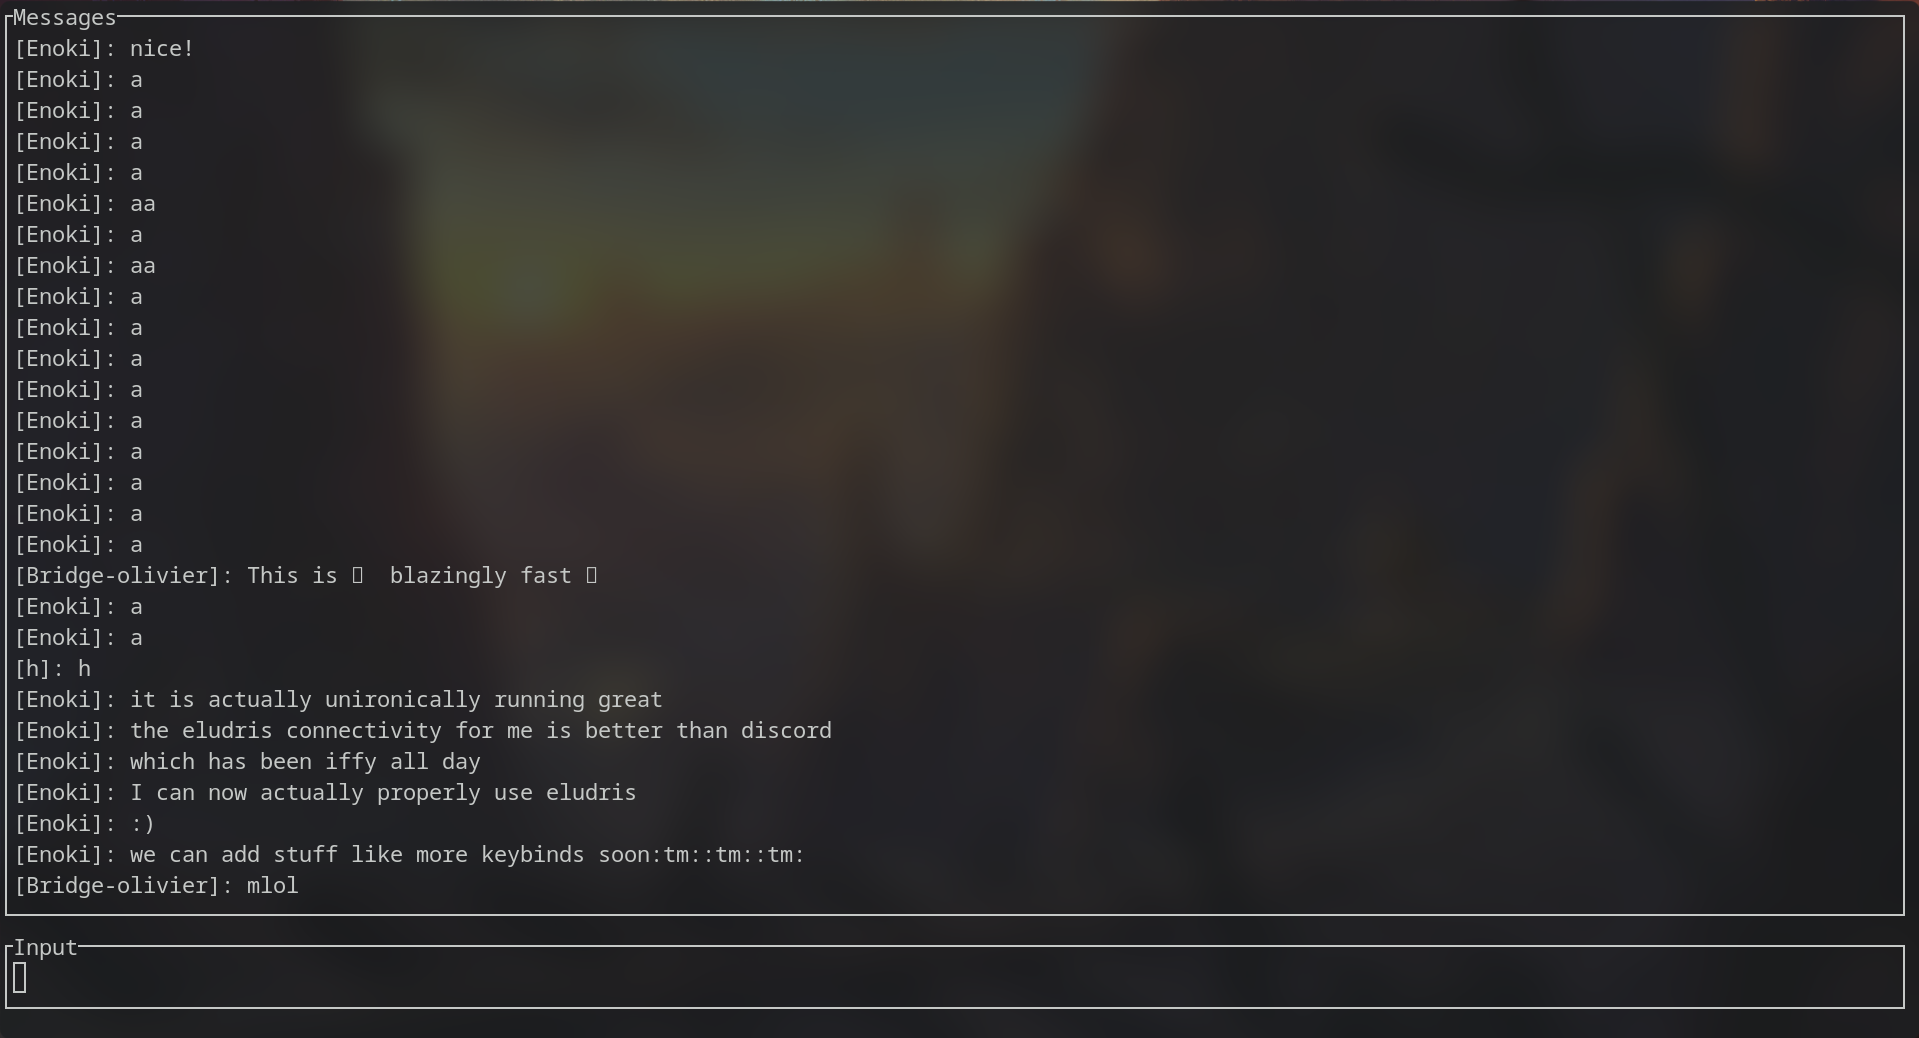 Messages
[Enoki]: nice!
[Enoki]: a
[Enoki]: a
[Enoki]: a
[Enoki]: a
[Enoki]: aa
[Enoki]: a
[Enoki]: aa
[Enoki]: a
[Enoki]: a
[Enoki]: a
[Enoki]: a
[Enoki]: a
[Enoki]: a
[Enoki]: a
[Enoki]: a
[Enoki]: a
[Bridge-olivier]: This is ▯  blazingly fast ▯
[Enoki]: a
[Enoki]: a
[h]: h
[Enoki]: it is actually unironically running great
[Enoki]: the eludris connectivity for me is better than discord
[Enoki]: which has been iffy all day
[Enoki]: I can now actually properly use eludris
[Enoki]: :)
[Enoki]: we can add stuff like more keybinds soon:tm::tm::tm:
[Bridge-olivier]: mlol
Input